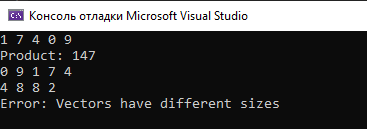 Консоль отладки Microsoft Visual Studio
1 7 4 0 9
Product: 147
0 9 1 7 4
4 8 8 2
Error: Vectors have different sizes